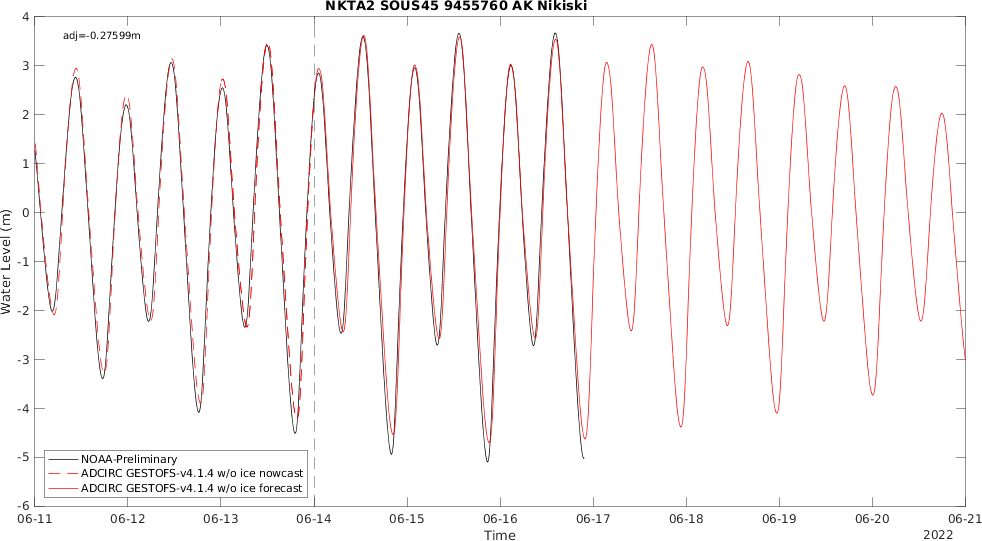 NKTA2 SOUS45 9455760 AK Nikiski
adj=-0.27599m
4
3
2
1
0
-1
-2
-3
-4
-5
-6
Water Level (m)
NOAA-Preliminary
ADCIRC GESTOFS-v4.1.4 w/o ice nowcast
ADCIRC GESTOFS-v4.1.4 w/o ice forecast
06-11 06-12 06-13 06-14 06-15 06-16 06-17 06-18 06-19 06-20 06-21
Time
2022